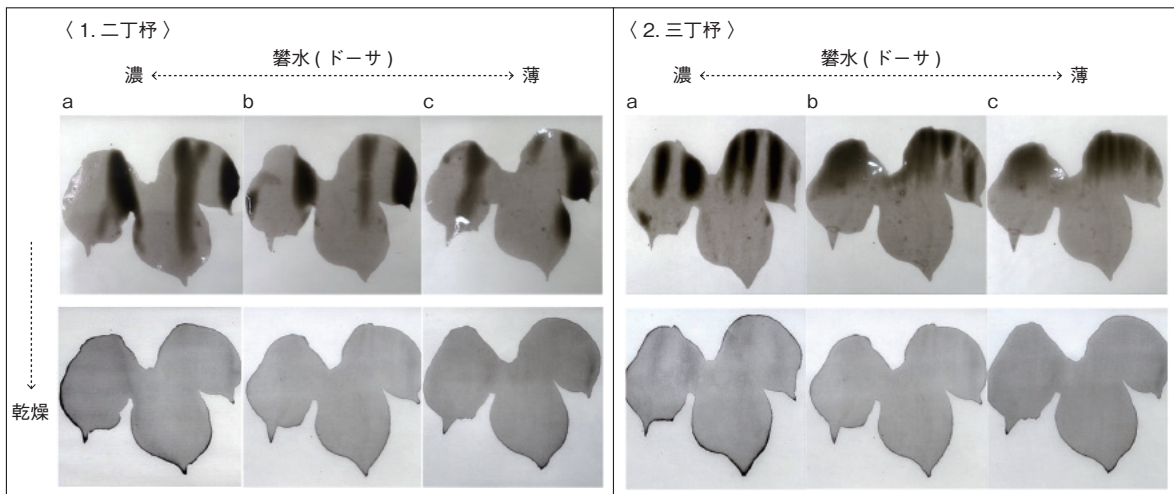 〈 1. 二丁杼 〉
礬水 ( ドーサ )
濃
薄
a
b
c
乾燥
〈 2. 三丁杼 〉
礬水 ( ドーサ )
濃
薄
a
b
c